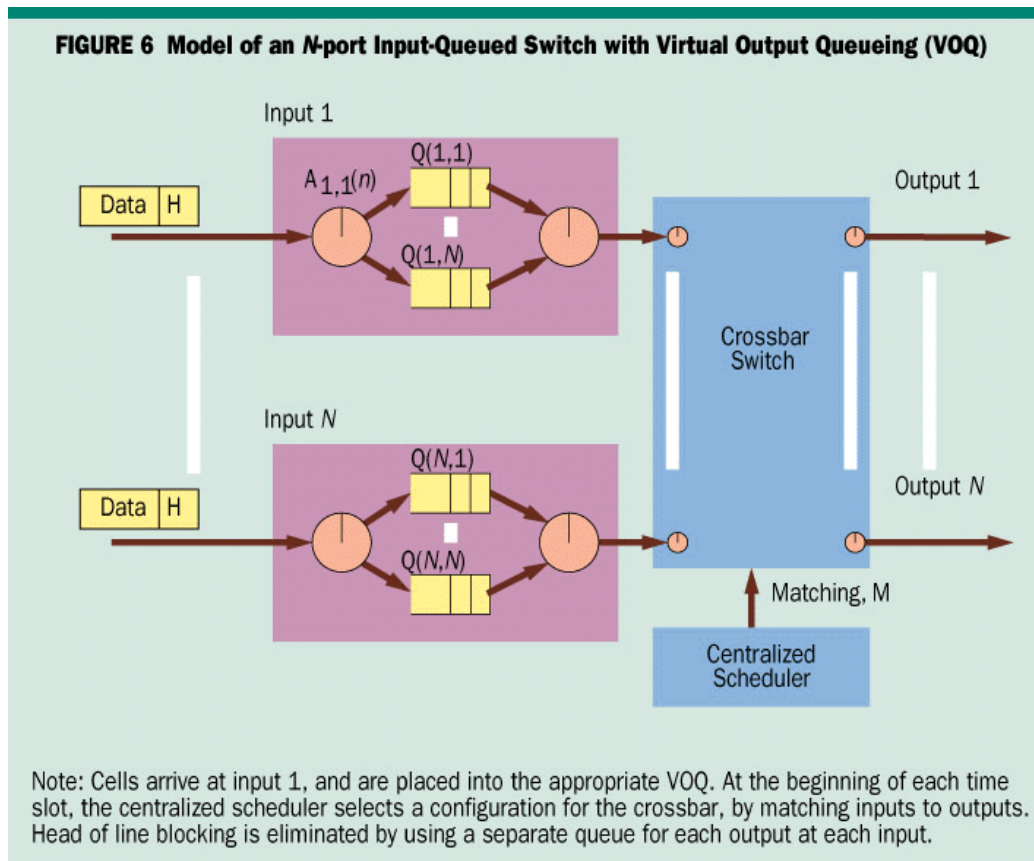 FIGURE 6 Model of an N-port Input-Queued Switch with Virtual Output Queueing (VOQ)
Input 1
A1,1(n)
Q(1,1)
Q(1,N)
Data H
Output 1
Crossbar
Switch
Input N
Q(N,1)
Q(N,N)
Data H
Output N
Matching, M
Centralized
Scheduler
Note: Cells arrive at input 1, and are placed into the appropriate VOQ. At the beginning of each time
slot, the centralized scheduler selects a configuration for the crossbar, by matching inputs to outputs.
Head of line blocking is eliminated by using a separate queue for each output at each input.